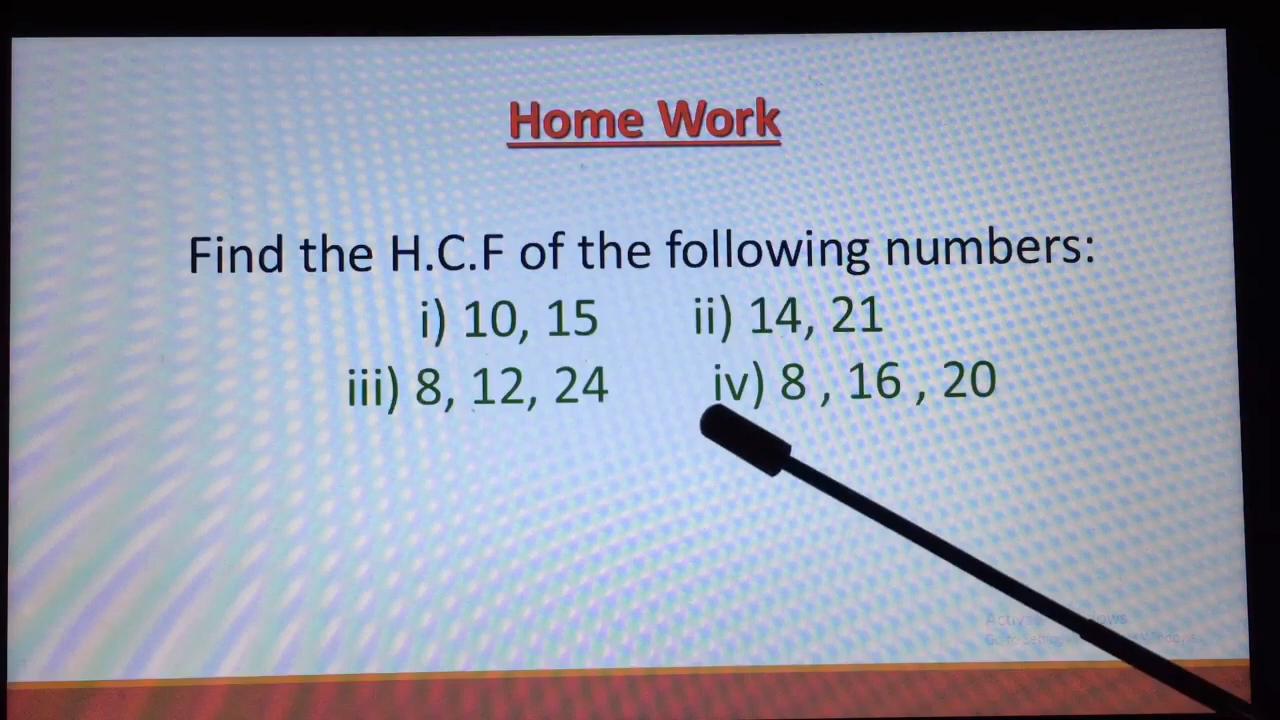 Home Work
Find the H.C.F of the following numbers:
i) 10, 15 ii) 14, 21
iii) 8, 12, 24 iv) 8 , 16 , 20